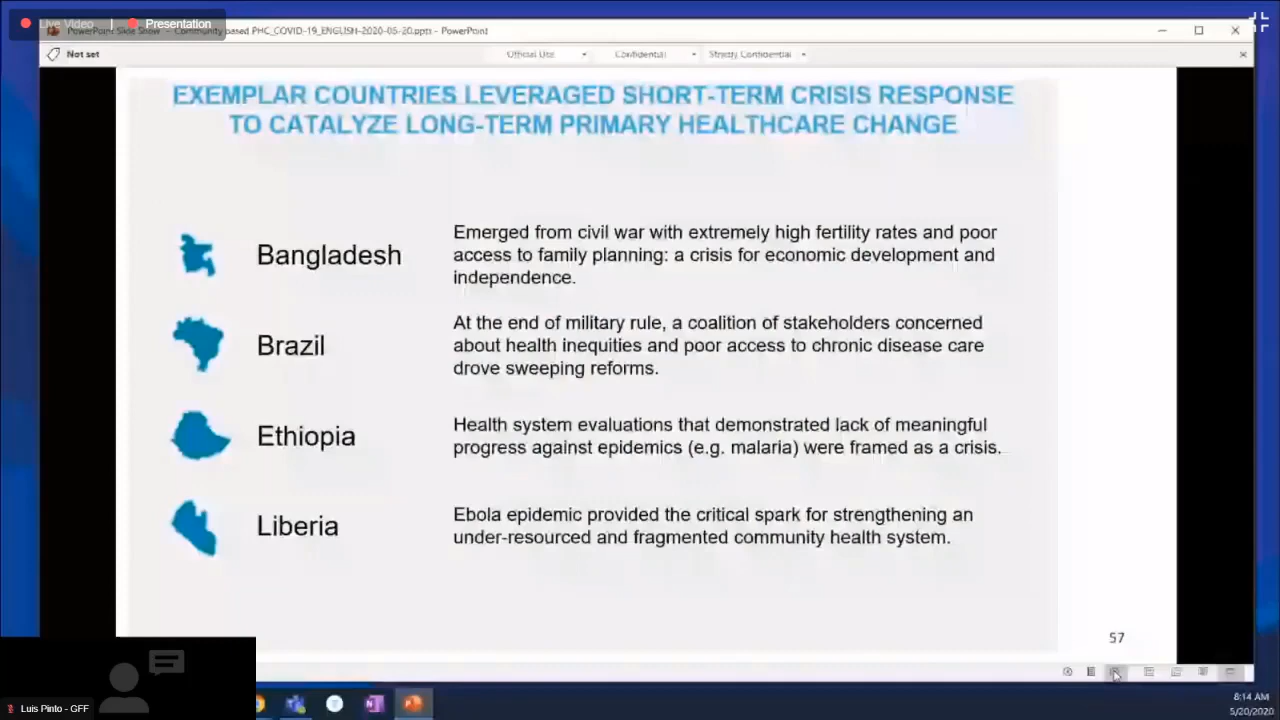 Live Video | Presentation
PowerPoint Slide Show - Community based PHC_COVID-19_ENGLISH-2020-05-20.pptx - PowerPoint
Not set
Official Use
Confidential
Strictly Confidential
EXEMPLAR COUNTRIES LEVERAGED SHORT-TERM CRISIS RESPONSE
TO CATALYZE LONG-TERM PRIMARY HEALTHCARE CHANGE
Bangladesh
Emerged from civil war with extremely high fertility rates and poor
access to family planning: a crisis for economic development and
independence.
Brazil
At the end of military rule, a coalition of stakeholders concerned
about health inequities and poor access to chronic disease care
drove sweeping reforms.
Ethiopia
Health system evaluations that demonstrated lack of meaningful
progress against epidemics (e.g. malaria) were framed as a crisis.
Liberia
Ebola epidemic provided the critical spark for strengthening an
under-resourced and fragmented community health system.
57
Luis Pinto - GFF
8:14 AM
5/20/2020